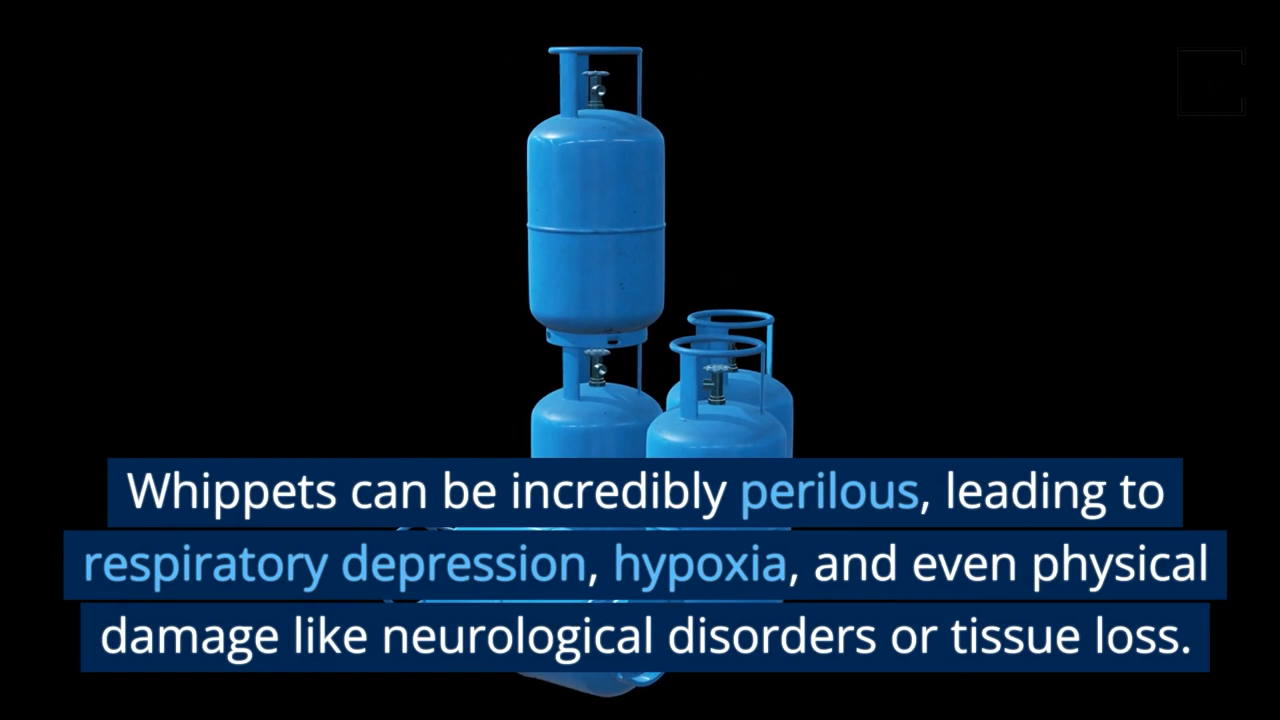 Whippets can be incredibly perilous, leading to
respiratory depression, hypoxia, and even physical
damage like neurological disorders or tissue loss.